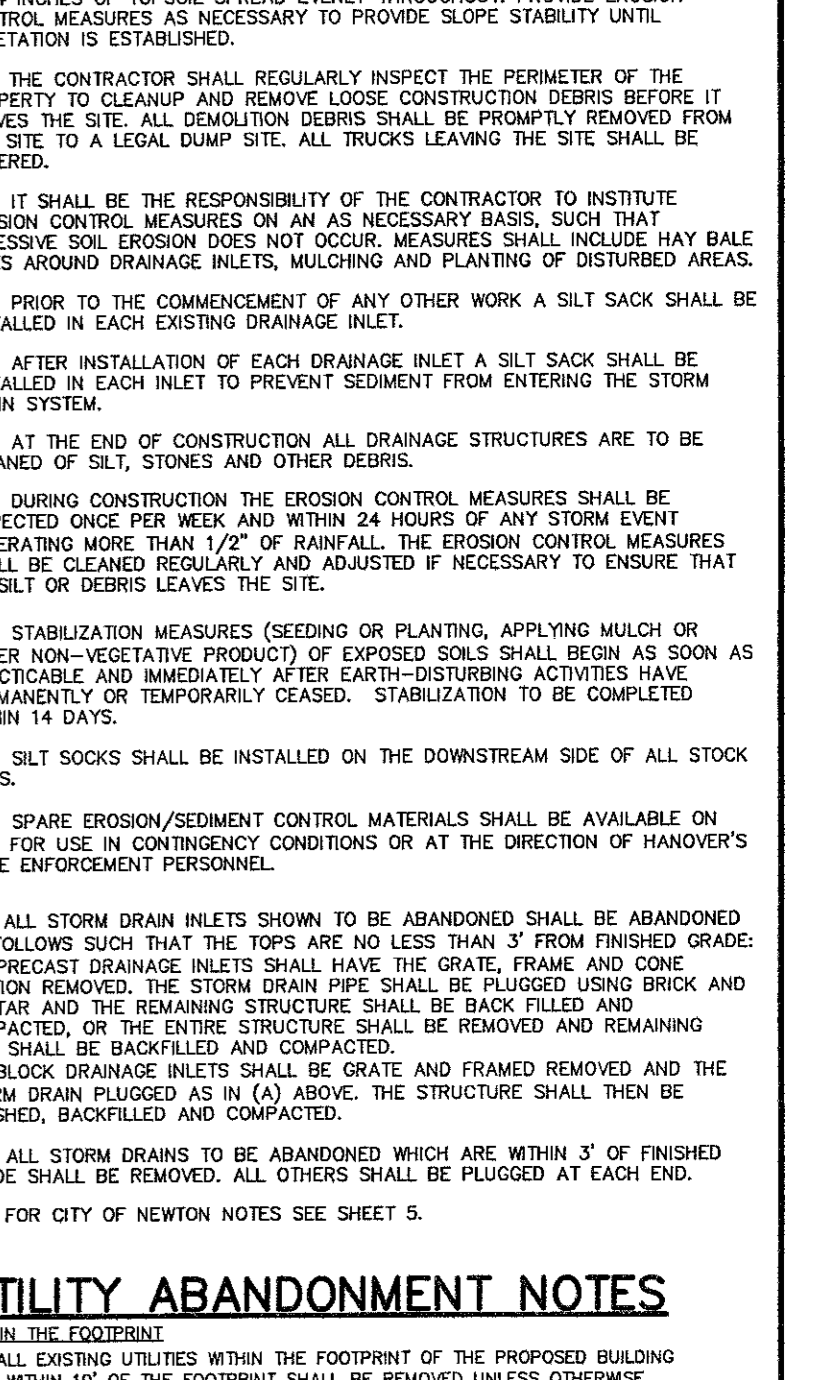 TROL MEASURES AS NECESSARY TO PROVIDE SLOPE STABILITY UNTIL
ETATION IS ESTABLISHED.
THE CONTRACTOR SHALL REGULARLY INSPECT THE PERIMETER OF THE
PERTY TO CLEANUP AND REMOVE LOOSE CONSTRUCTION DEBRIS BEFORE IT
VES THE SITE. ALL DEMOLITION DEBRIS SHALL BE PROMPTLY REMOVED FROM
SITE TO A LEGAL DUMP SITE. ALL TRUCKS LEAVING THE SITE SHALL BE
ERED.
IT SHALL BE THE RESPONSIBILITY OF THE CONTRACTOR TO INSTITUTE
SION CONTROL MEASURES ON AN AS NECESSARY BASIS, SUCH THAT
ESSIVE SOIL EROSION DOES NOT OCCUR. MEASURES SHALL INCLUDE HAY BALE
S AROUND DRAINAGE INLETS, MULCHING AND PLANTING OF DISTURBED AREAS.
PRIOR TO THE COMMENCEMENT OF ANY OTHER WORK A SILT SACK SHALL BE
ALLED IN EACH EXISTING DRAINAGE INLET.
AFTER INSTALLATION OF EACH DRAINAGE INLET A SILT SACK SHALL BE
ALLED IN EACH INLET TO PREVENT SEDIMENT FROM ENTERING THE STORM
IN SYSTEM.
AT THE END OF CONSTRUCTION ALL DRAINAGE STRUCTURES ARE TO BE
ANED OF SILT, STONES AND OTHER DEBRIS.
DURING CONSTRUCTION THE EROSION CONTROL MEASURES SHALL BE
PECTED ONCE PER WEEK AND WITHIN 24 HOURS OF ANY STORM EVENT
ERATING MORE THAN 1/2" OF RAINFALL. THE EROSION CONTROL MEASURES
LL BE CLEANED REGULARLY AND ADJUSTED IF NECESSARY TO ENSURE THAT
SILT OR DEBRIS LEAVES THE SITE.
STABILIZATION MEASURES (SEEDING OR PLANTING, APPLYING MULCH OR
ER NON-VEGETATIVE PRODUCT) OF EXPOSED SOILS SHALL BEGIN AS SOON AS
CTICABLE AND IMMEDIATELY AFTER EARTH-DISTURBING ACTIVITIES HAVE
MANENTLY OR TEMPORARILY CEASED. STABILIZATION TO BE COMPLETED
IN 14 DAYS.
SILT SOCKS SHALL BE INSTALLED ON THE DOWNSTREAM SIDE OF ALL STOCK
S.
SPARE EROSION/SEDIMENT CONTROL MATERIALS SHALL BE AVAILABLE ON
FOR USE IN CONTINGENCY CONDITIONS OR AT THE DIRECTION OF HANOVER'S
E ENFORCEMENT PERSONNEL.
ALL STORM DRAIN INLETS SHOWN TO BE ABANDONED SHALL BE ABANDONED
FOLLOWS SUCH THAT THE TOPS ARE NO LESS THAN 3' FROM FINISHED GRADE:
PRECAST DRAINAGE INLETS SHALL HAVE THE GRATE, FRAME AND CONE
ION REMOVED. THE STORM DRAIN PIPE SHALL BE PLUGGED USING BRICK AND
TAR AND THE REMAINING STRUCTURE SHALL BE BACK FILLED AND
PACTED, OR THE ENTIRE STRUCTURE SHALL BE REMOVED AND REMAINING
SHALL BE BACKFILLED AND COMPACTED.
BLOCK DRAINAGE INLETS SHALL BE GRATE AND FRAMED REMOVED AND THE
RM DRAIN PLUGGED AS IN (A) ABOVE. THE STRUCTURE SHALL THEN BE
SHED, BACKFILLED AND COMPACTED.
ALL STORM DRAINS TO BE ABANDONED WHICH ARE WITHIN 3' OF FINISHED
DE SHALL BE REMOVED. ALL OTHERS SHALL BE PLUGGED AT EACH END.
FOR CITY OF NEWTON NOTES SEE SHEET 5.
TILITY ABANDONMENT NOTES
IN THE FOOTPRINT
ALL EXISTING UTILITIES WITHIN THE FOOTPRINT OF THE PROPOSED BUILDING
WITHIN 10' OF THE FOOTPRINT SHALL BE REMOVED UNLESS OTHERWISE